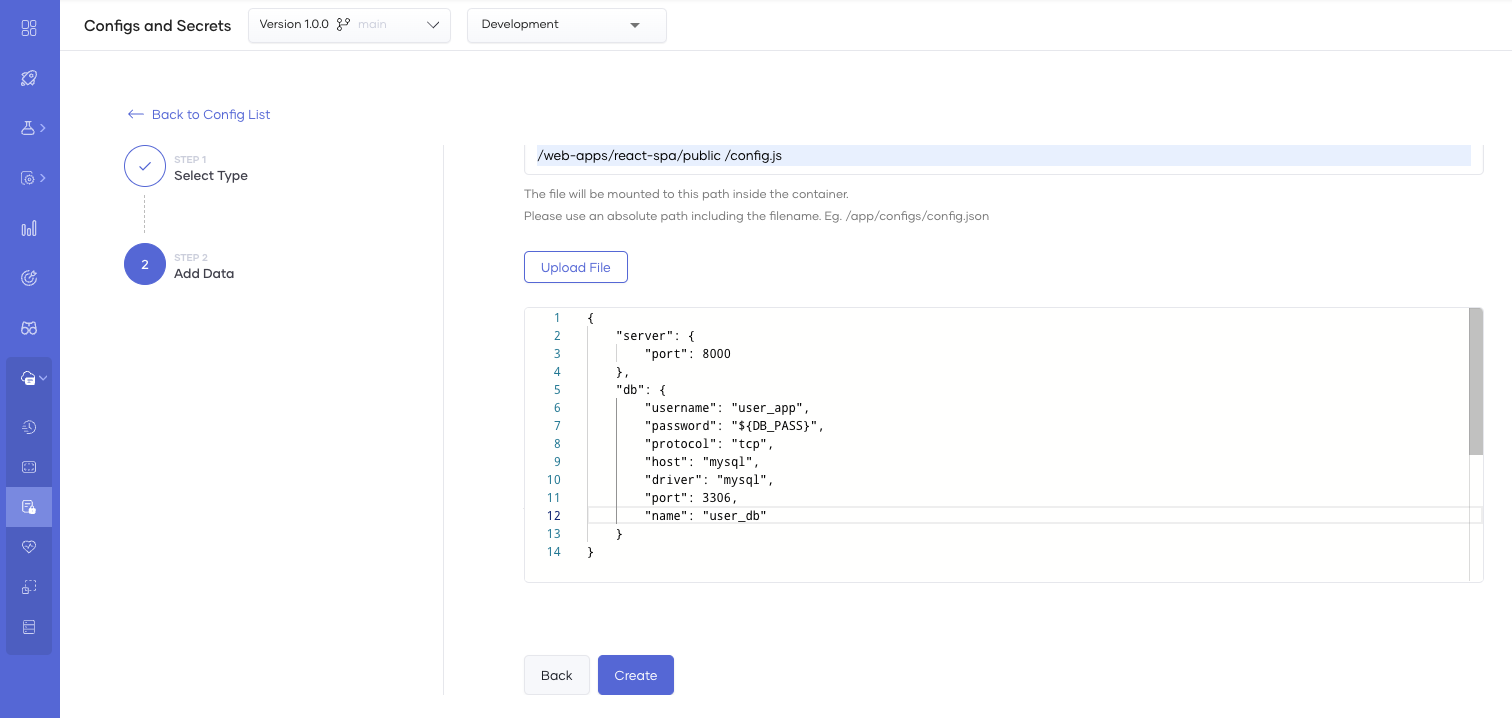 Configs and Secrets
Version 1.0.0 main
Development
Back to Config List
STEP 1
Select Type
STEP 2
2
Add Data
/web-apps/react-spa/public /config.js
The file will be mounted to this path inside the container.
Please use an absolute path including the filename. Eg. /app/configs/config.json
Upload File
1 {
2 "server": {
3 "port": 8000
4 },
5 "db": {
6 "username": "user_app",
7 "password": "${DB_PASS}",
8 "protocol": "tcp",
9 "host": "mysql",
10 "driver": "mysql",
11 "port": 3306,
12 "name": "user_db"
13 }
14 }
Back
Create